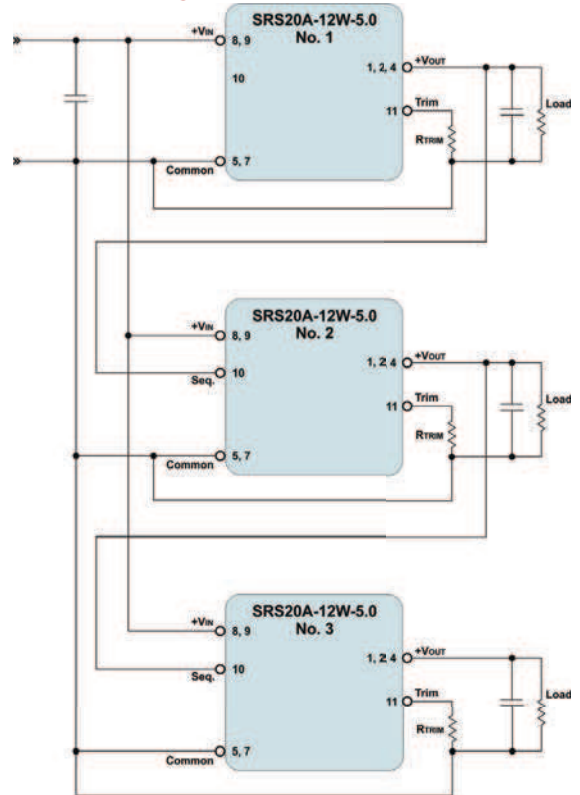 SRS20A-12W-5.0
No. 1
+VIN
8, 9
1, 2, 4
+VOUT
10
Trim
11
Load
RTRIM
5, 7
Common
SRS20A-12W-5.0
No. 2
+VIN
8, 9
1, 2, 4
+VOUT
10
Seq.
Trim
11
Load
RTRIM
5, 7
Common
SRS20A-12W-5.0
No. 3
+VIN
8, 9
1, 2, 4
+VOUT
10
Seq.
Trim
11
Load
RTRIM
5, 7
Common